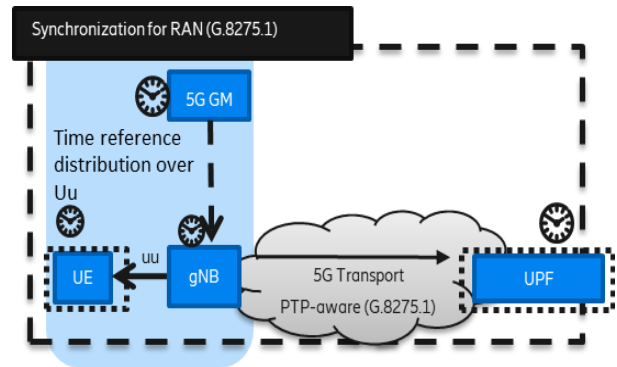 Synchronization for RAN (G.8275.1)
5G GM
Time reference
distribution over
Uu
UE
uu
gNB
5G Transport
PTP-aware (G.8275.1)
UPF